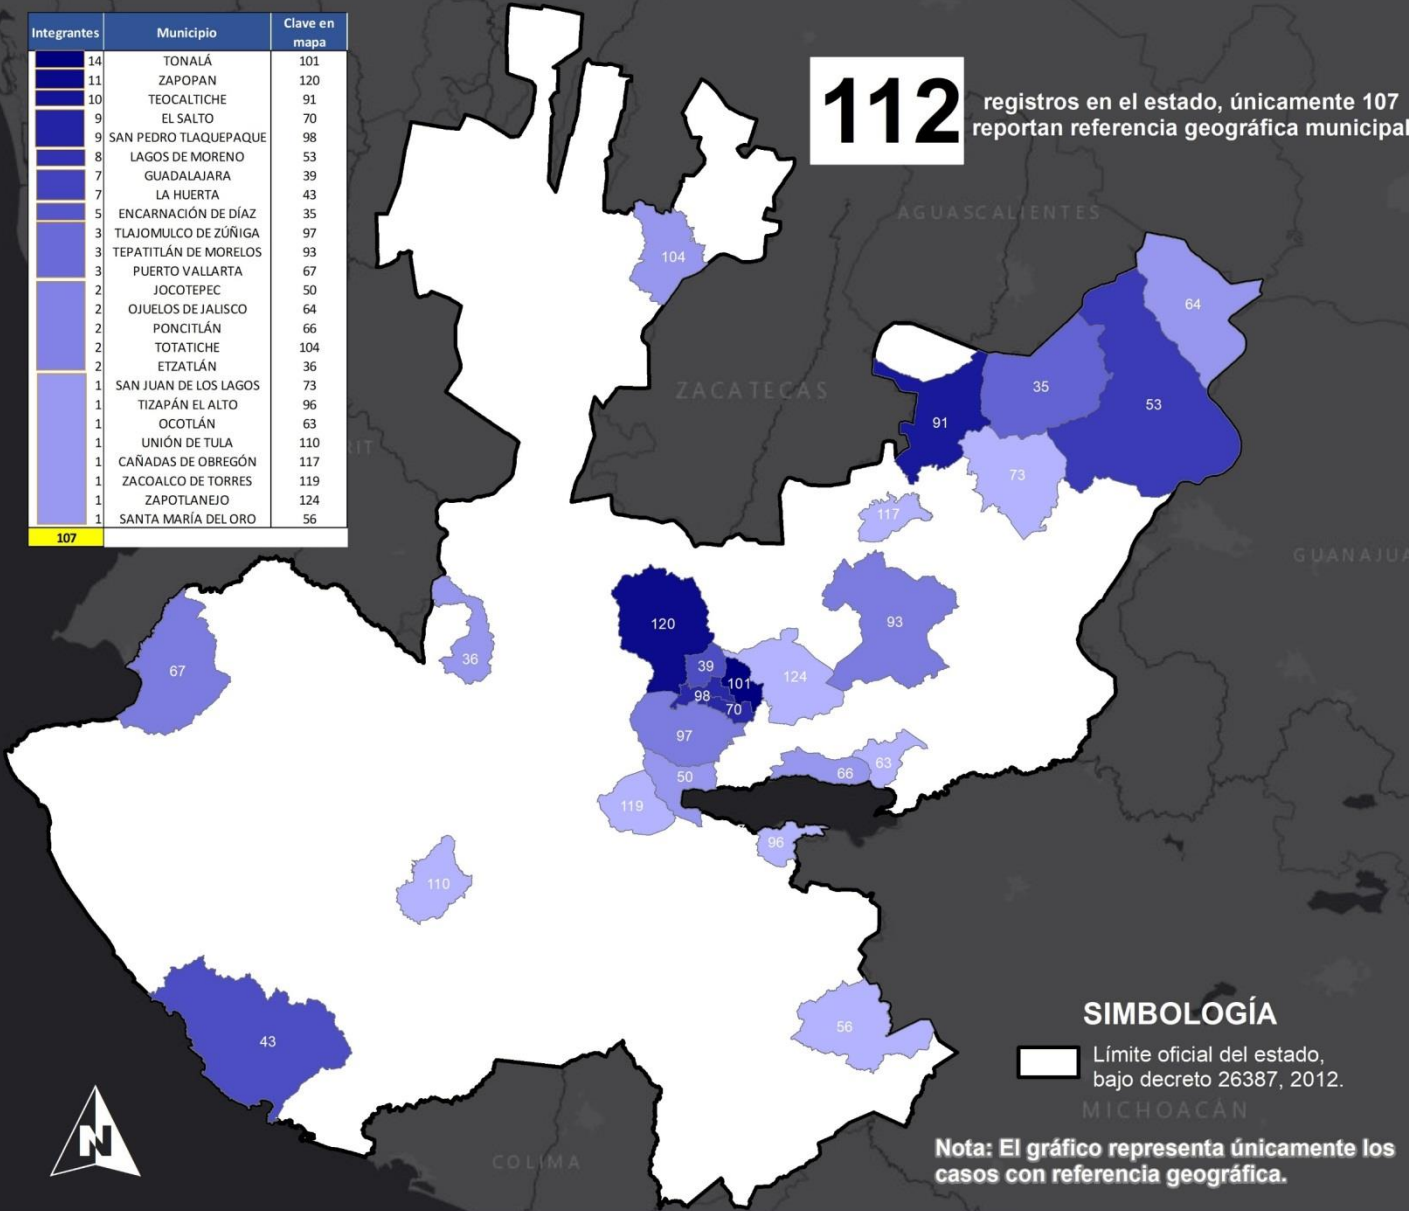 Integrantes Municipio Clave en mapa
14 TONALÁ 101
11 ZAPOPAN 120
10 TEOCALTICHE 91
9 EL SALTO 70
9 SAN PEDRO TLAQUEPAQUE 98
8 LAGOS DE MORENO 53
7 GUADALAJARA 39
7 LA HUERTA 43
5 ENCARNACIÓN DE DÍAZ 35
3 TLAJOMULCO DE ZÚÑIGA 97
3 TEPATITLÁN DE MORELOS 93
3 PUERTO VALLARTA 67
2 JOCOTEPEC 50
2 OJUELOS DE JALISCO 64
2 PONCITLÁN 66
2 TOTATICHE 104
2 ETZATLÁN 36
1 SAN JUAN DE LOS LAGOS 73
1 TIZAPÁN EL ALTO 96
1 OCOTLÁN 63
1 UNIÓN DE TULA 110
1 CAÑADAS DE OBREGÓN 117
1 ZACOALCO DE TORRES 119
1 ZAPOTLANEJO 124
1 SANTA MARÍA DEL ORO 56
107
112
registros en el estado, únicamente 107
reportan referencia geográfica municipal
AGUASCALIENTES
104
64
ZACATECAS
35
53
91
RIT
73
117
GUANAJUA
120
93
67
36
39
124
101
98
70
97
63
50
66
119
96
110
56
43
SIMBOLOGÍA
Límite oficial del estado,
bajo decreto 26387, 2012.
MICHOACÁN
N
COLIMA
Nota: El gráfico representa únicamente los
casos con referencia geográfica.